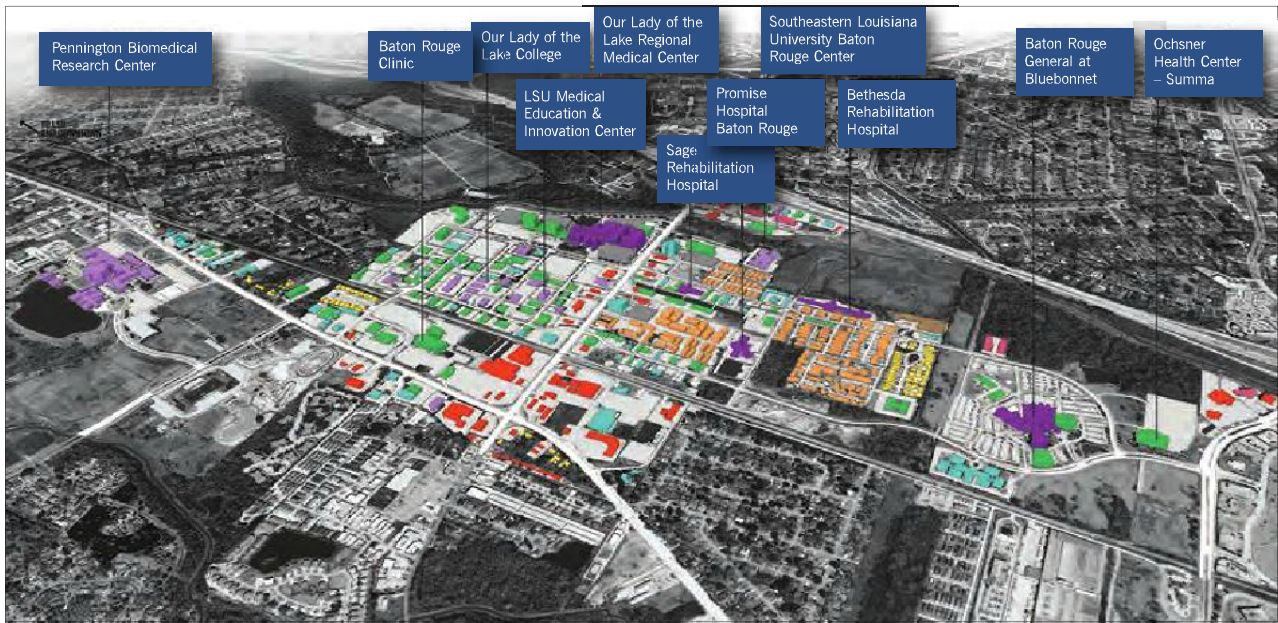 Pennington Biomedical
Research Center
Baton Rouge
Clinic
Our Lady of the
Lake College
Our Lady of the
Lake Regional
Medical Center
Southeastern Louisiana
University Baton
Rouge Center
Baton Rouge
General at
Bluebonnet
Ochsner
Health Center
– Summa
LSU Medical
Education &
Innovation Center
Promise
Hospital
Baton Rouge
Bethesda
Rehabilitation
Hospital
Sage
Rehabilitation
Hospital